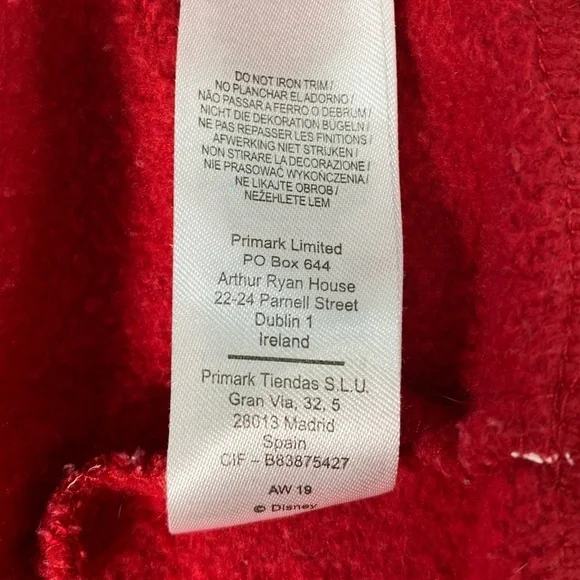 DO NOT IRON TRIM /
NO PLANCHAR EL ADORNO /
NÃO PASSAR A FERRO O DEBRUM /
NICHT DIE DEKORATION BÜGELN /
NE PAS REPASSER LES FINITIONS /
AFWERKING NIET STRIJKEN /
NON STIRARE LA DECORAZIONE /
NIE PRASOWAĆ WYKOŃCZENIA /
NE LIKAJTE OBROB /
NEŽEHLETE LEM
Primark Limited
PO Box 644
Arthur Ryan House
22-24 Parnell Street
Dublin 1
Ireland
Primark Tiendas S.L.U.
Gran Via, 32, 5
28013 Madrid
Spain
CIF – B83875427
AW 19
© Disney